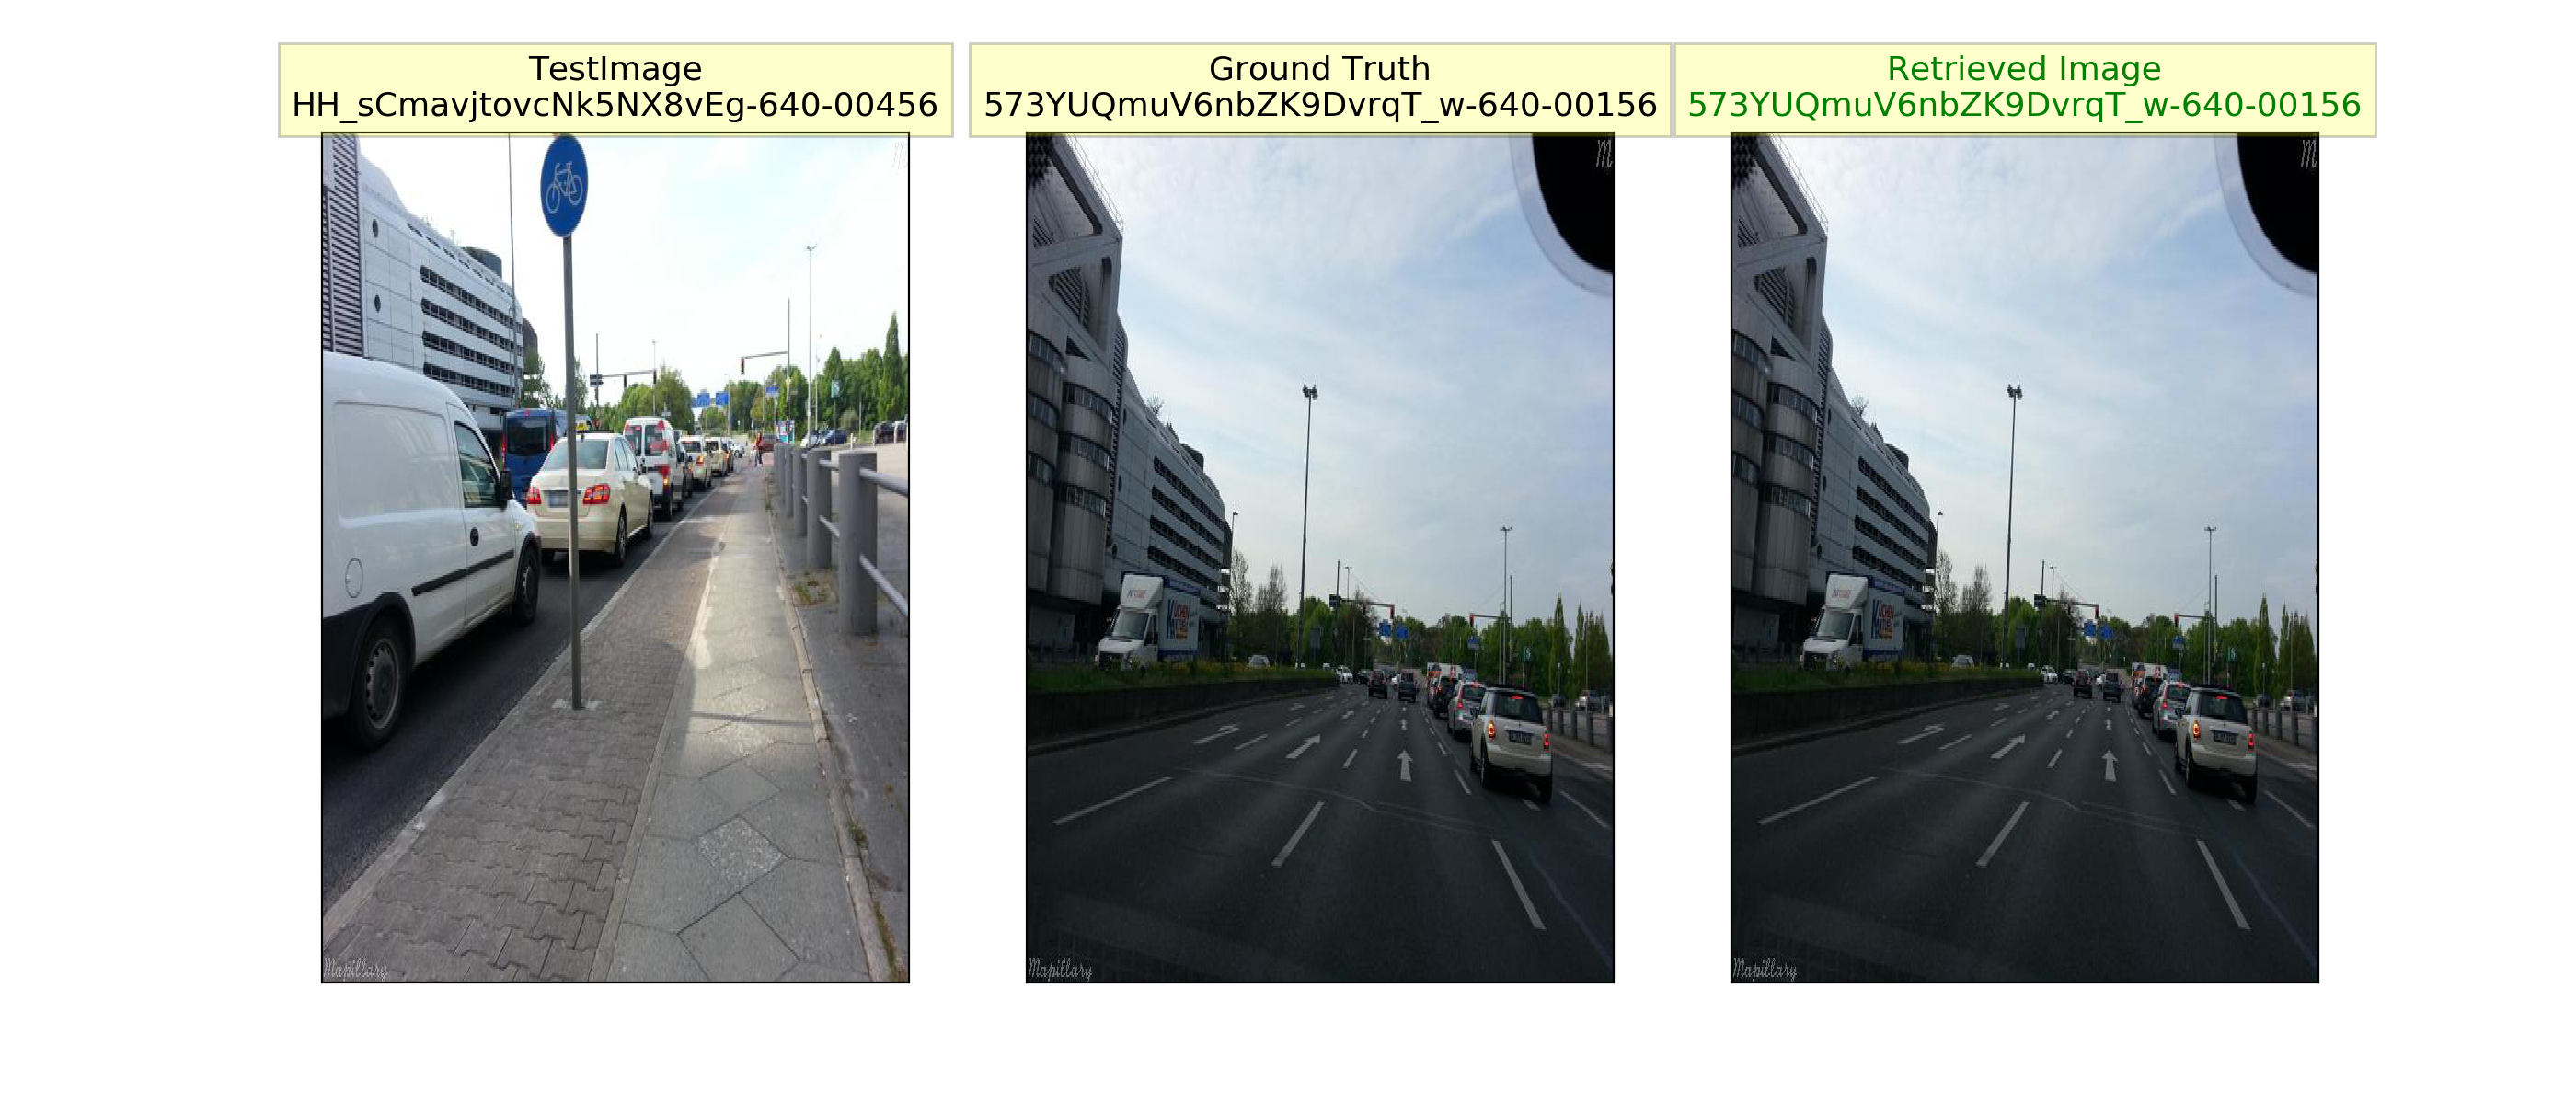 TestImage
HH_sCmavjtovcNk5NX8vEg-640-00456
Ground Truth
573YUQmuV6nbZK9DvrqT_w-640-00156
Retrieved Image
573YUQmuV6nbZK9DvrqT_w-640-00156
M
M
Mapillary
Mapillary
Mapillary